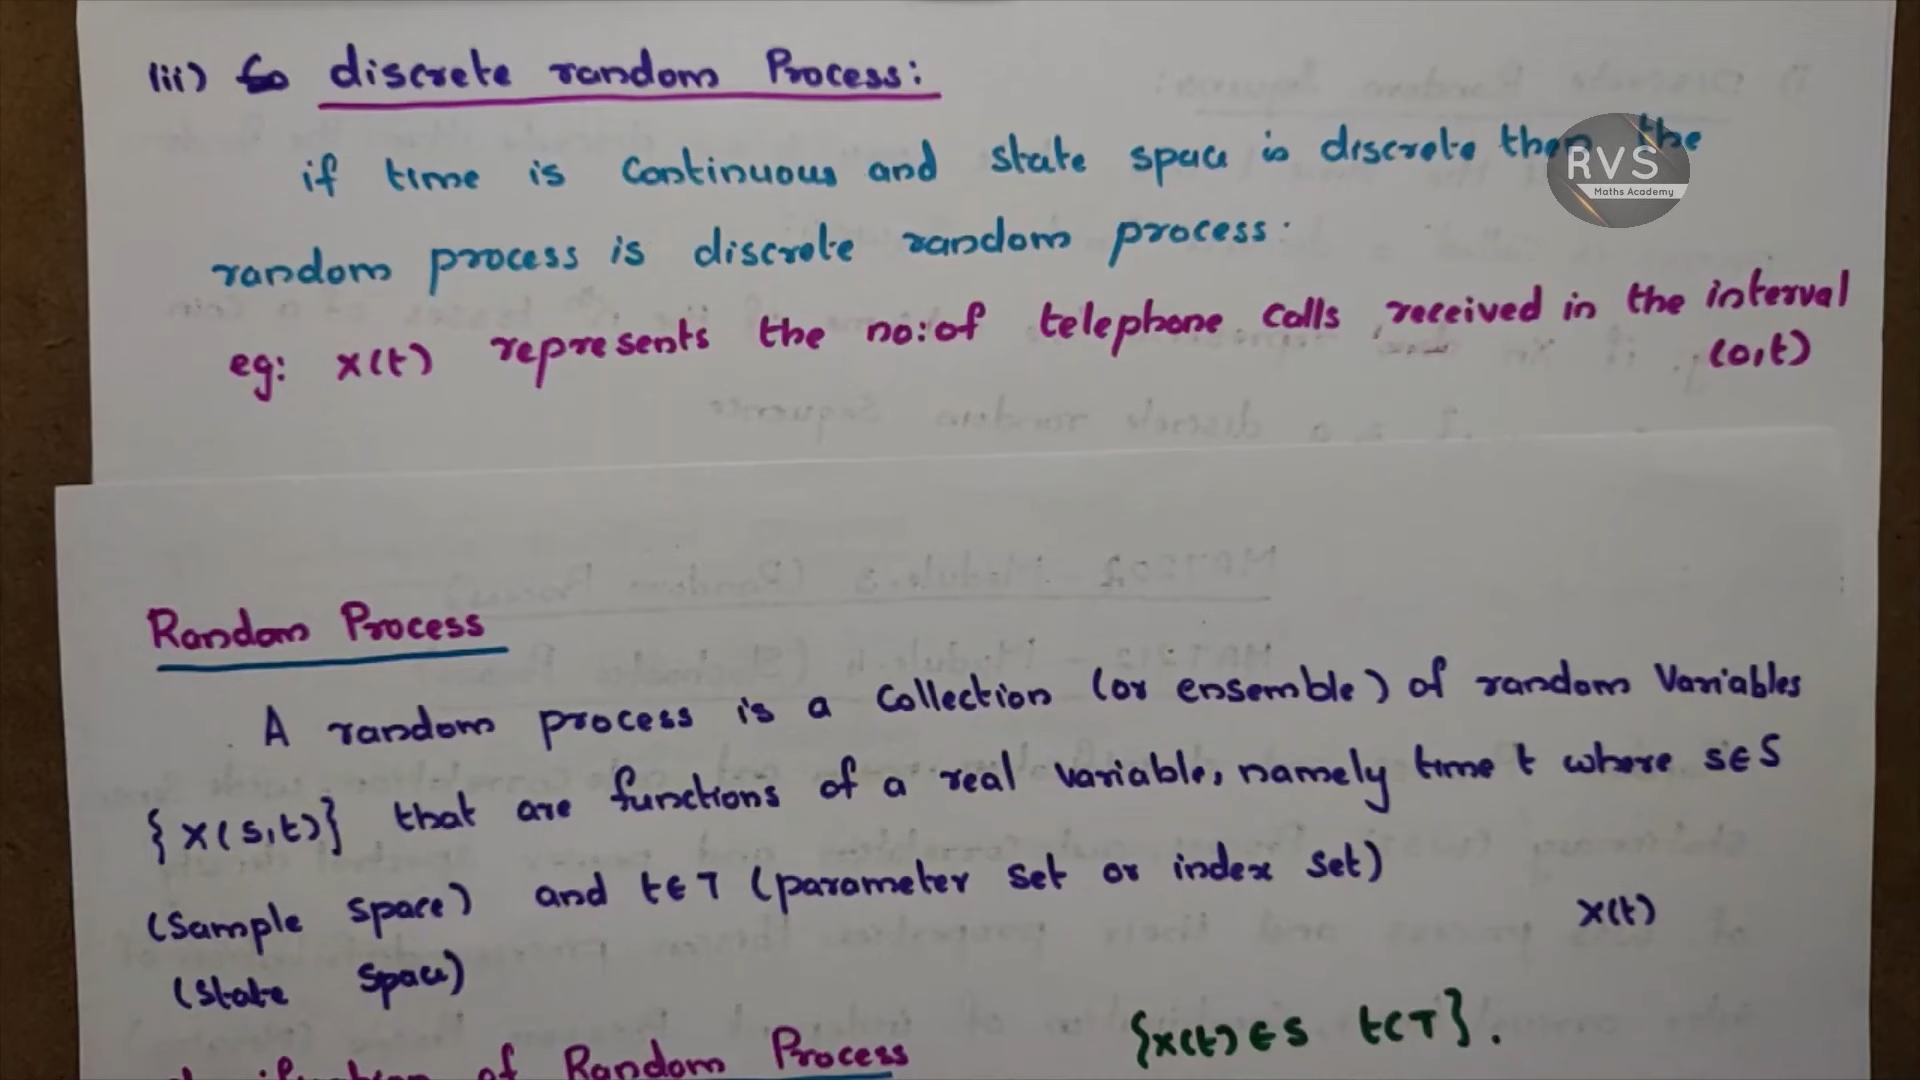 (iii) discrete random Process:
if time is continuous and state space is discrete then the
random process is discrete random process.
eg: x(t) represents the no: of telephone calls received in the interval
(0,t)
RVS
Maths Academy
Random Process
A random process is a collection (or ensemble) of random variables
{x(s,t)} that are functions of a real variable, namely time t where s∈S
(sample space) and t∈T (parameter set or index set)
x(t)
(state space)
{x(t)∈S t∈T}.
of Random Process